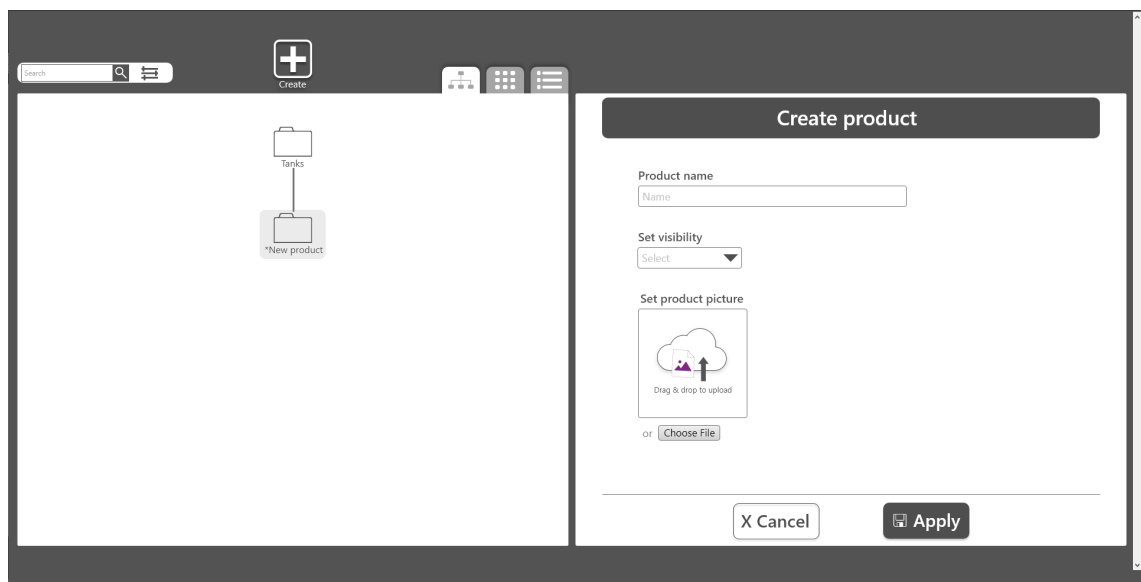 Search
Create
Tanks
*New product
Create product
Product name
Name
Set visibility
Select
Set product picture
Drag & drop to upload
or Choose File
X Cancel
Apply